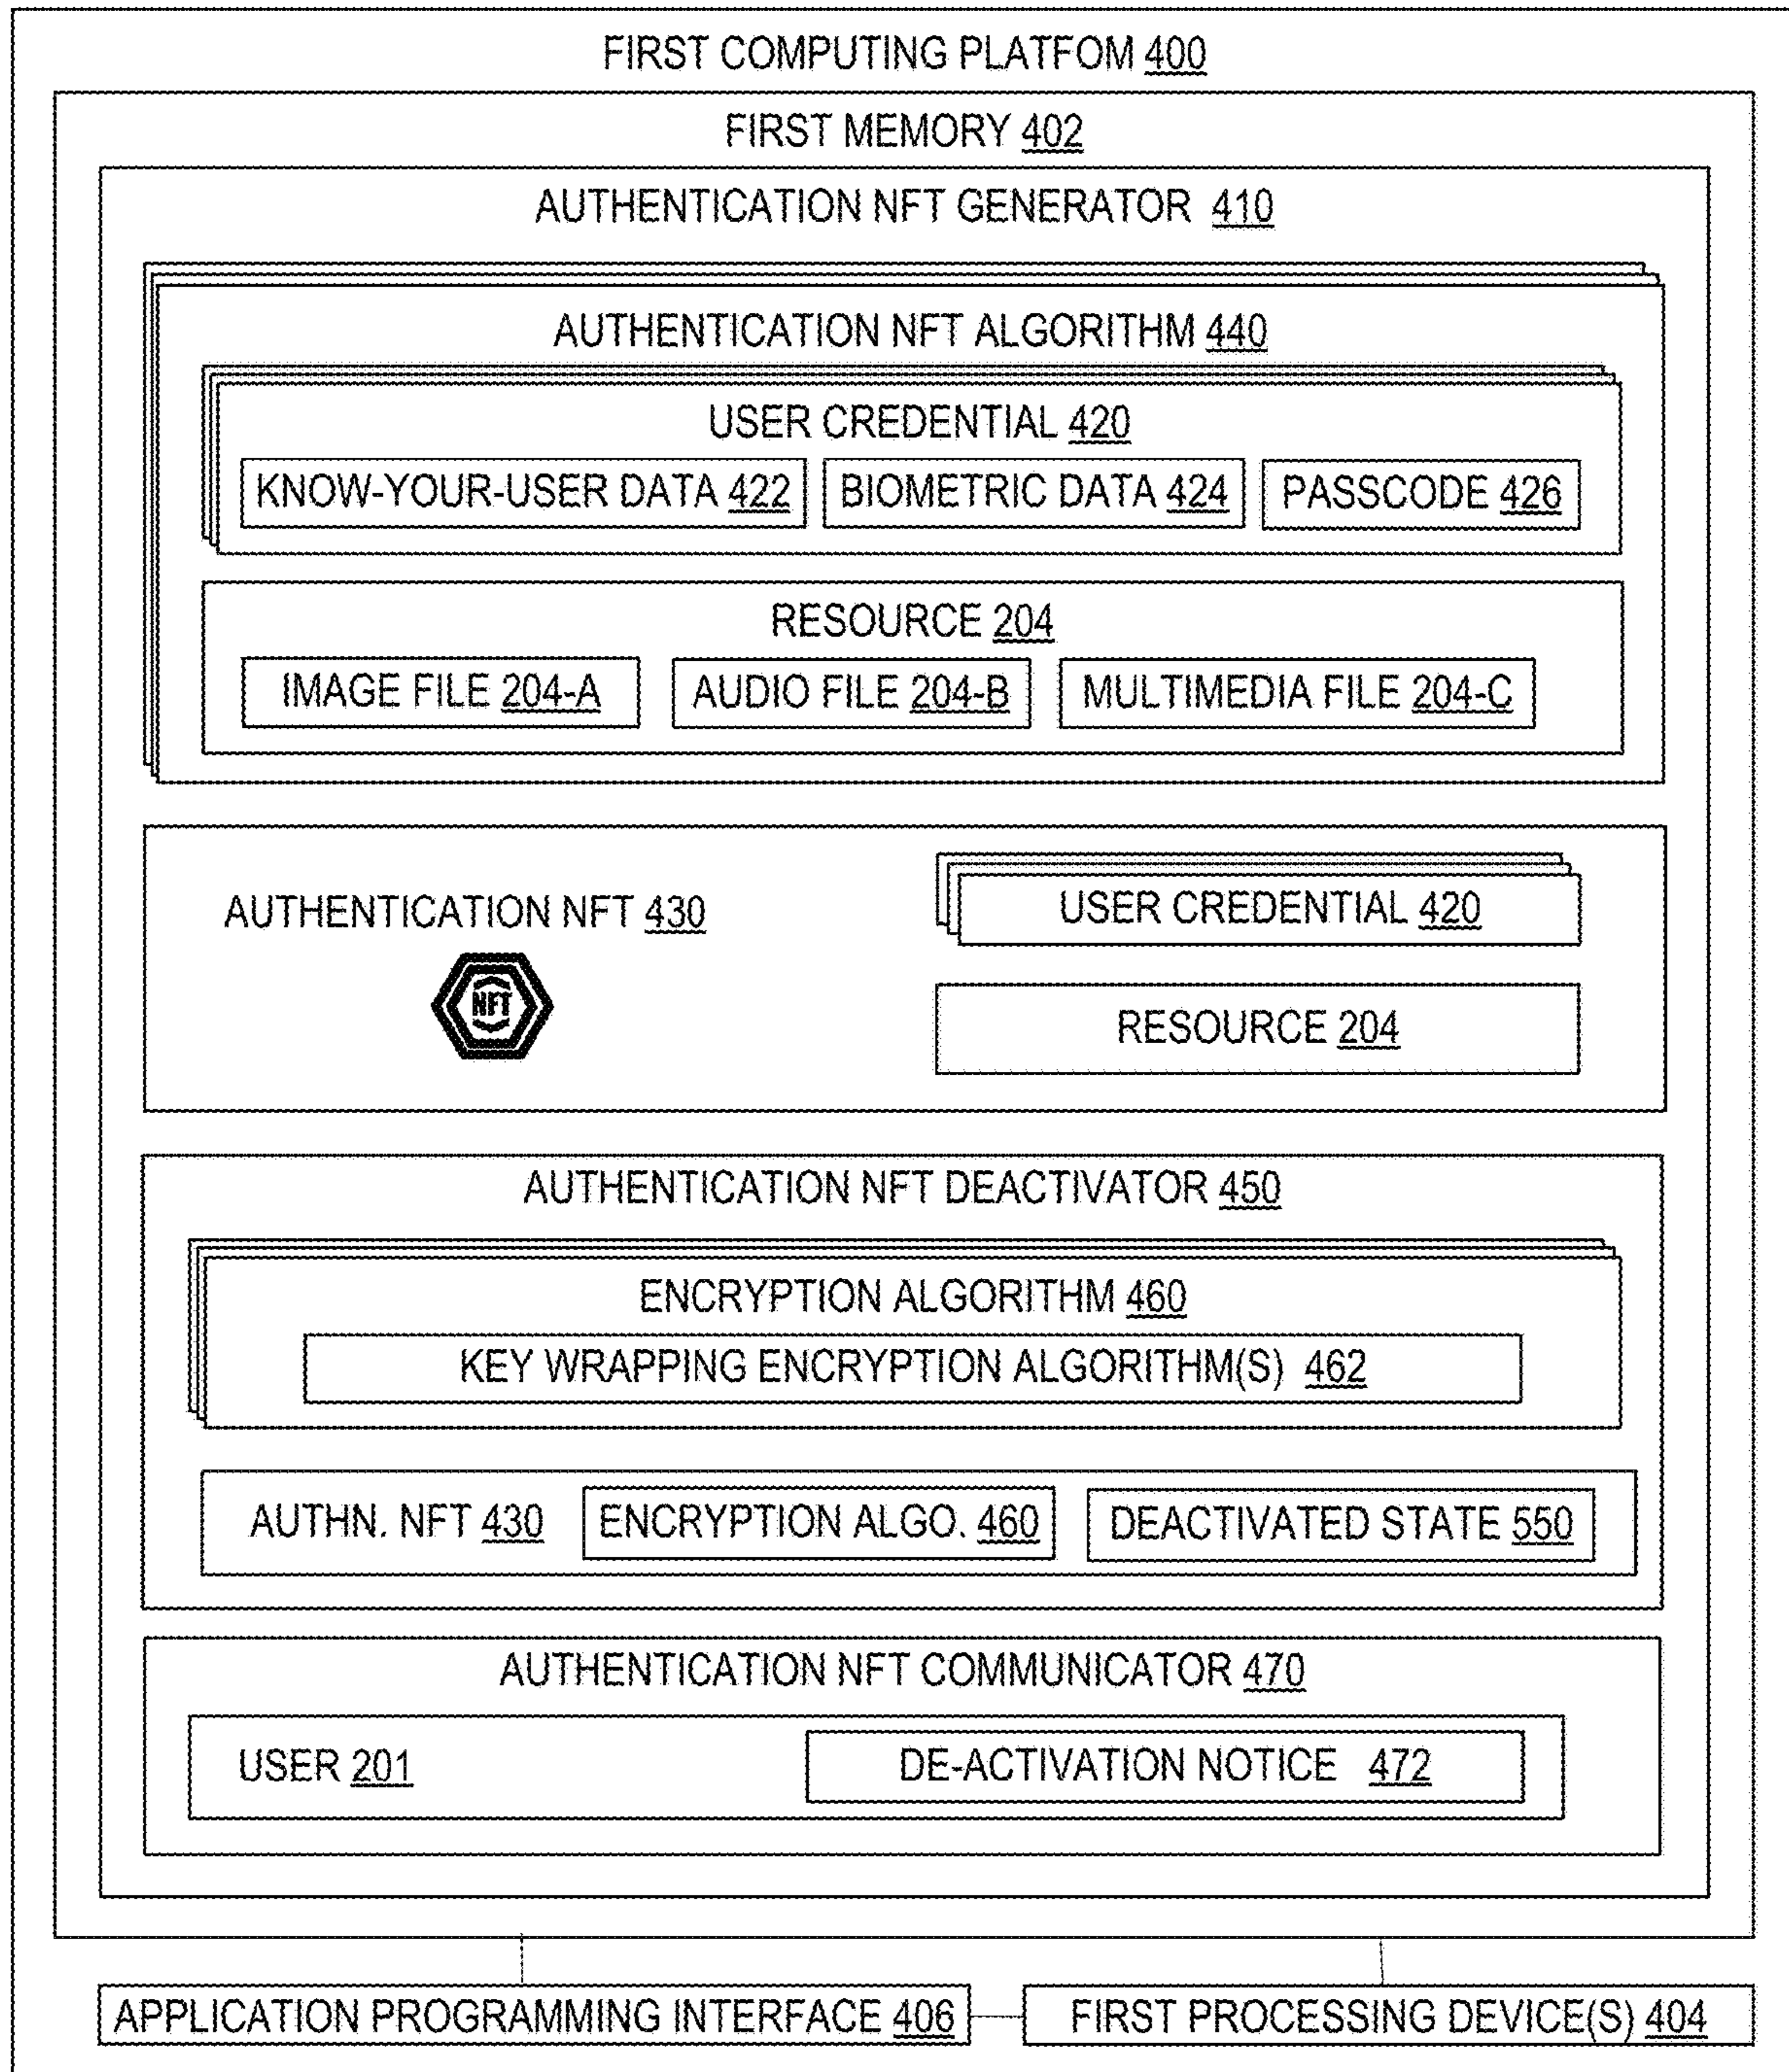 FIRST COMPUTING PLATFOM 400
FIRST MEMORY 402
AUTHENTICATION NFT GENERATOR 410
AUTHENTICATION NFT ALGORITHM 440
USER CREDENTIAL 420
KNOW-YOUR-USER DATA 422 BIOMETRIC DATA 424 PASSCODE 426
RESOURCE 204
IMAGE FILE 204-A AUDIO FILE 204-B MULTIMEDIA FILE 204-C
AUTHENTICATION NFT 430 USER CREDENTIAL 420
NFT
RESOURCE 204
AUTHENTICATION NFT DEACTIVATOR 450
ENCRYPTION ALGORITHM 460
KEY WRAPPING ENCRYPTION ALGORITHM(S) 462
AUTHN. NFT 430 ENCRYPTION ALGO. 460 DEACTIVATED STATE 550
AUTHENTICATION NFT COMMUNICATOR 470
USER 201 DE-ACTIVATION NOTICE 472
APPLICATION PROGRAMMING INTERFACE 406 FIRST PROCESSING DEVICE(S) 404